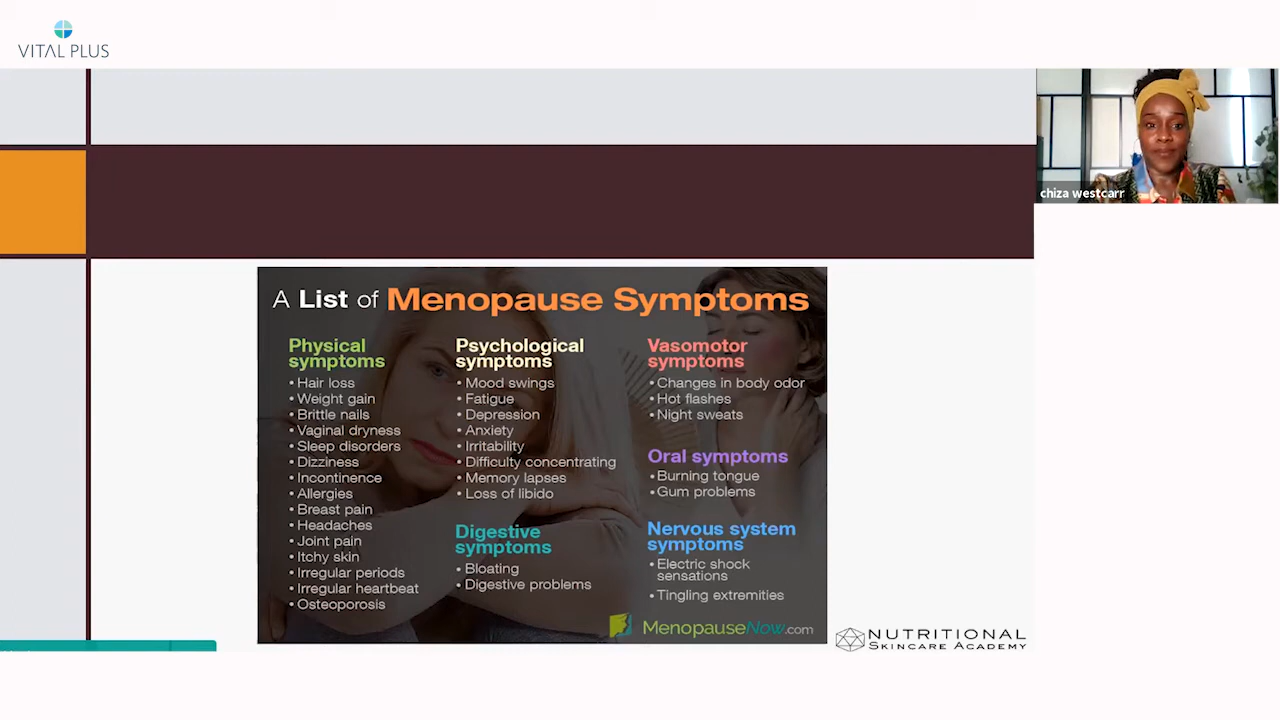 VITAL PLUS
chiza westcarr
A List of Menopause Symptoms
Physical
symptoms
• Hair loss
• Weight gain
• Brittle nails
• Vaginal dryness
• Sleep disorders
• Dizziness
• Incontinence
• Allergies
• Breast pain
• Headaches
• Joint pain
• Itchy skin
• Irregular periods
• Irregular heartbeat
• Osteoporosis
Psychological
symptoms
• Mood swings
• Fatigue
• Depression
• Anxiety
• Irritability
• Difficulty concentrating
• Memory lapses
• Loss of libido
Digestive
symptoms
• Bloating
• Digestive problems
Vasomotor
symptoms
• Changes in body odor
• Hot flashes
• Night sweats
Oral symptoms
• Burning tongue
• Gum problems
Nervous system
symptoms
• Electric shock
sensations
• Tingling extremities
MenopauseNow.com
NUTRITIONAL
SKINCARE ACADEMY